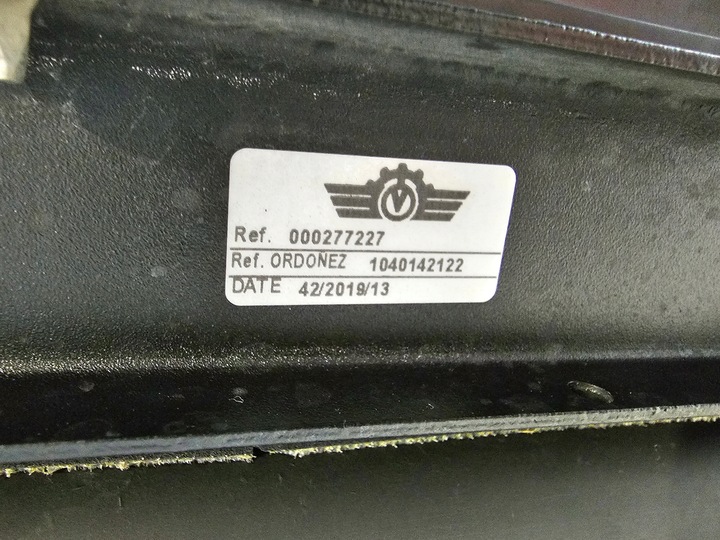 V
Ref. 000277227
Ref. ORDOÑEZ 1040142122
DATE 42/2019/13